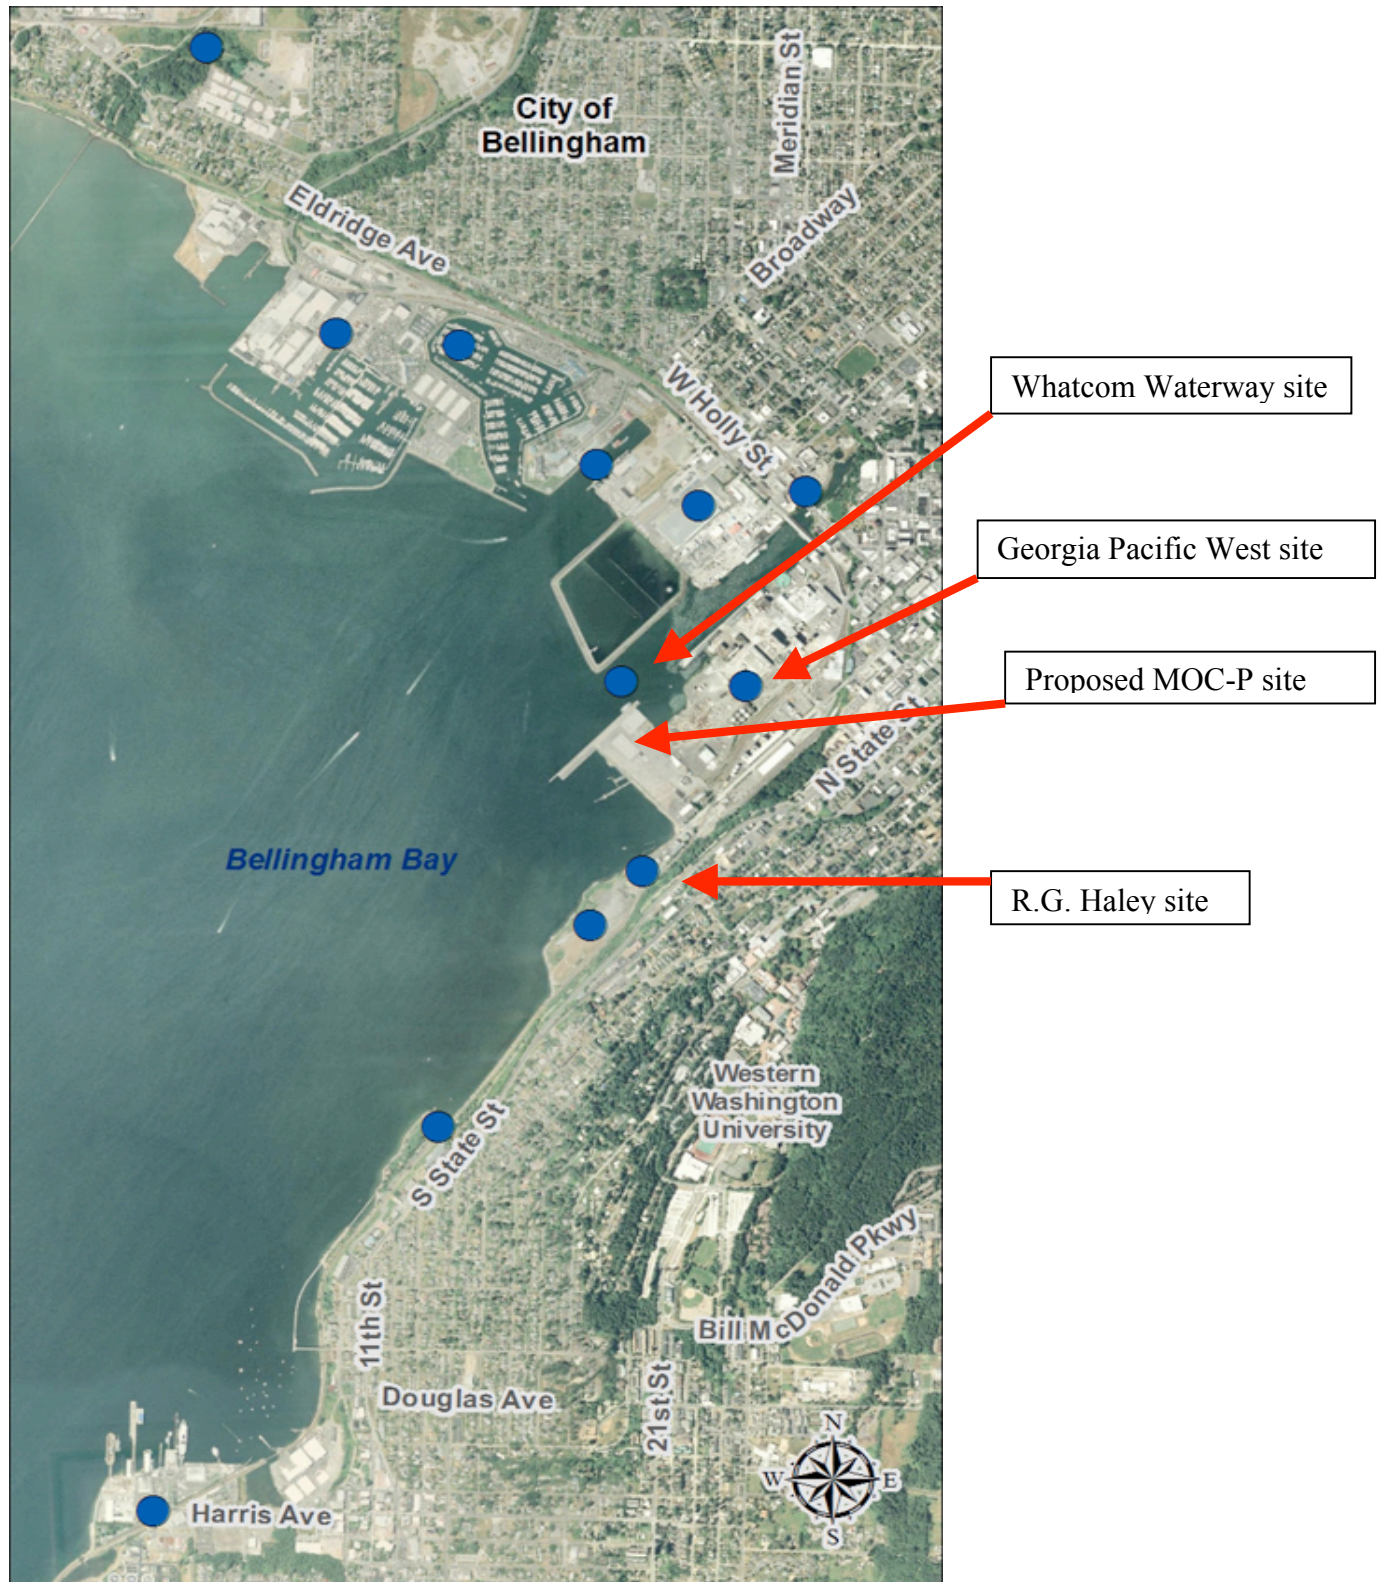 City of
Bellingham
Meridian St
Eldridge Ave
Broadway
W Holly St
Whatcom Waterway site
Georgia Pacific West site
Proposed MOC-P site
N State St
Bellingham Bay
R.G. Haley site
Western
Washington
University
S State St
Bill McDonald Pkwy
11th St
Douglas Ave
21st St
N
W
E
S
Harris Ave